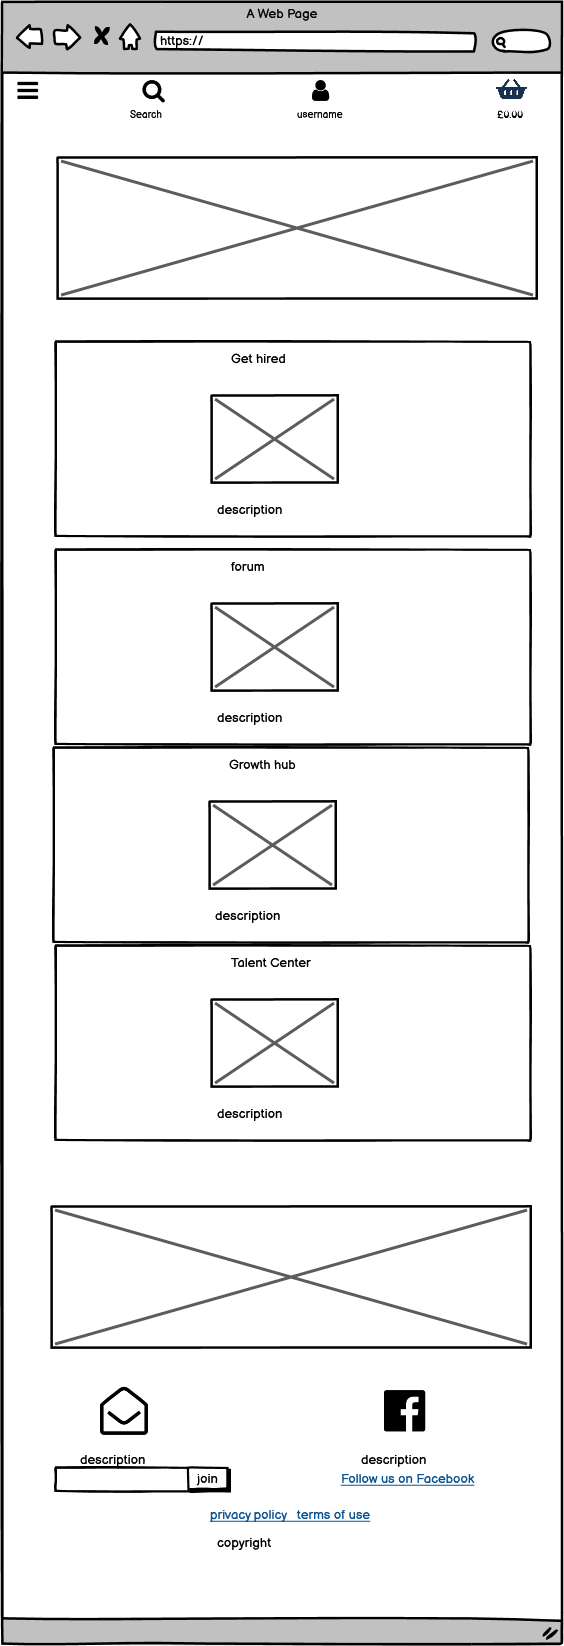 A Web Page
https://
Search
username
£0.00
Get hired
description
forum
description
Growth hub
description
Talent Center
description
description
join
description
Follow us on Facebook
privacy policy terms of use
copyright